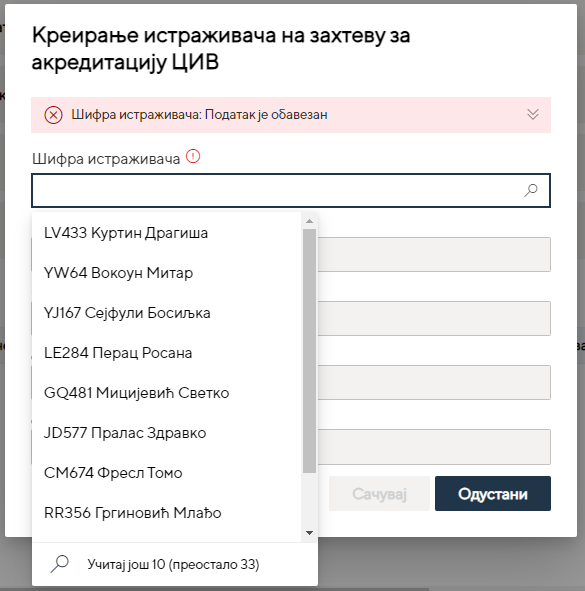 Креирање истраживача на захтеву за
акредитацију ЦИВ
Шифра истраживача: Податак је обавезан
Шифра истраживача
LV433 Куртин Драгиша
YW64 Вокоун Митар
YJ167 Сејфули Босиљка
LE284 Перац Росана
GQ481 Мицијевић Светко
JD577 Пралас Здравко
CM674 Фресл Томо
RR356 Гргиновић Млађо
Сачувај
Одустани
Учитај још 10 (преостало 33)